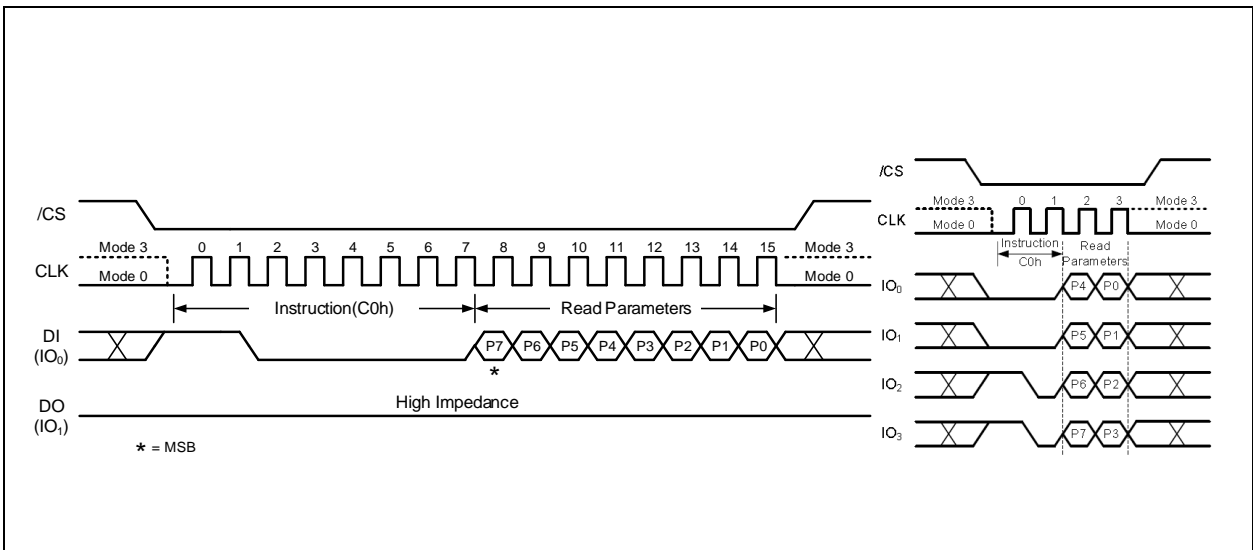 /CS
Mode 3 0 1 2 3 4 5 6 7 8 9 10 11 12 13 14 15 Mode 3
CLK
Mode 0 Mode 0
Instruction(C0h) Read Parameters
DI
(IO₀)
P7 P6 P5 P4 P3 P2 P1 P0
*
High Impedance
DO
(IO₁)
* = MSB
/CS
Mode 3 0 1 2 3 Mode 3
CLK
Mode 0 Mode 0
Instruction Read
C0h Parameters
IO₀ P4 P0
IO₁ P5 P1
IO₂ P6 P2
IO₃ P7 P3